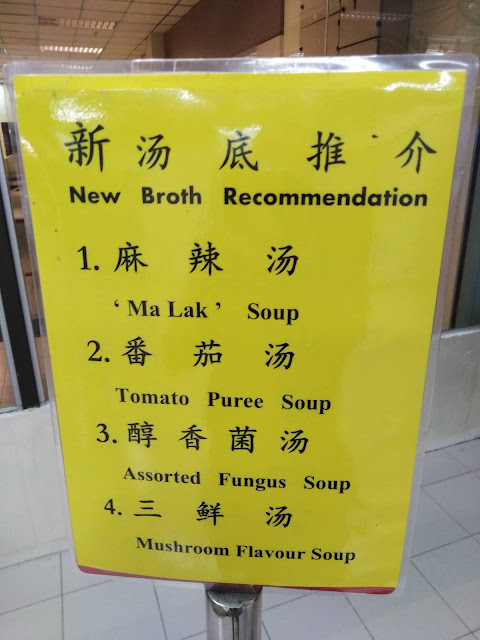 新汤底推介
New Broth Recommendation
1. 麻辣汤
‘Ma Lak’ Soup
2. 番茄汤
Tomato Puree Soup
3. 醇香菌汤
Assorted Fungus Soup
4. 三鲜汤
Mushroom Flavour Soup